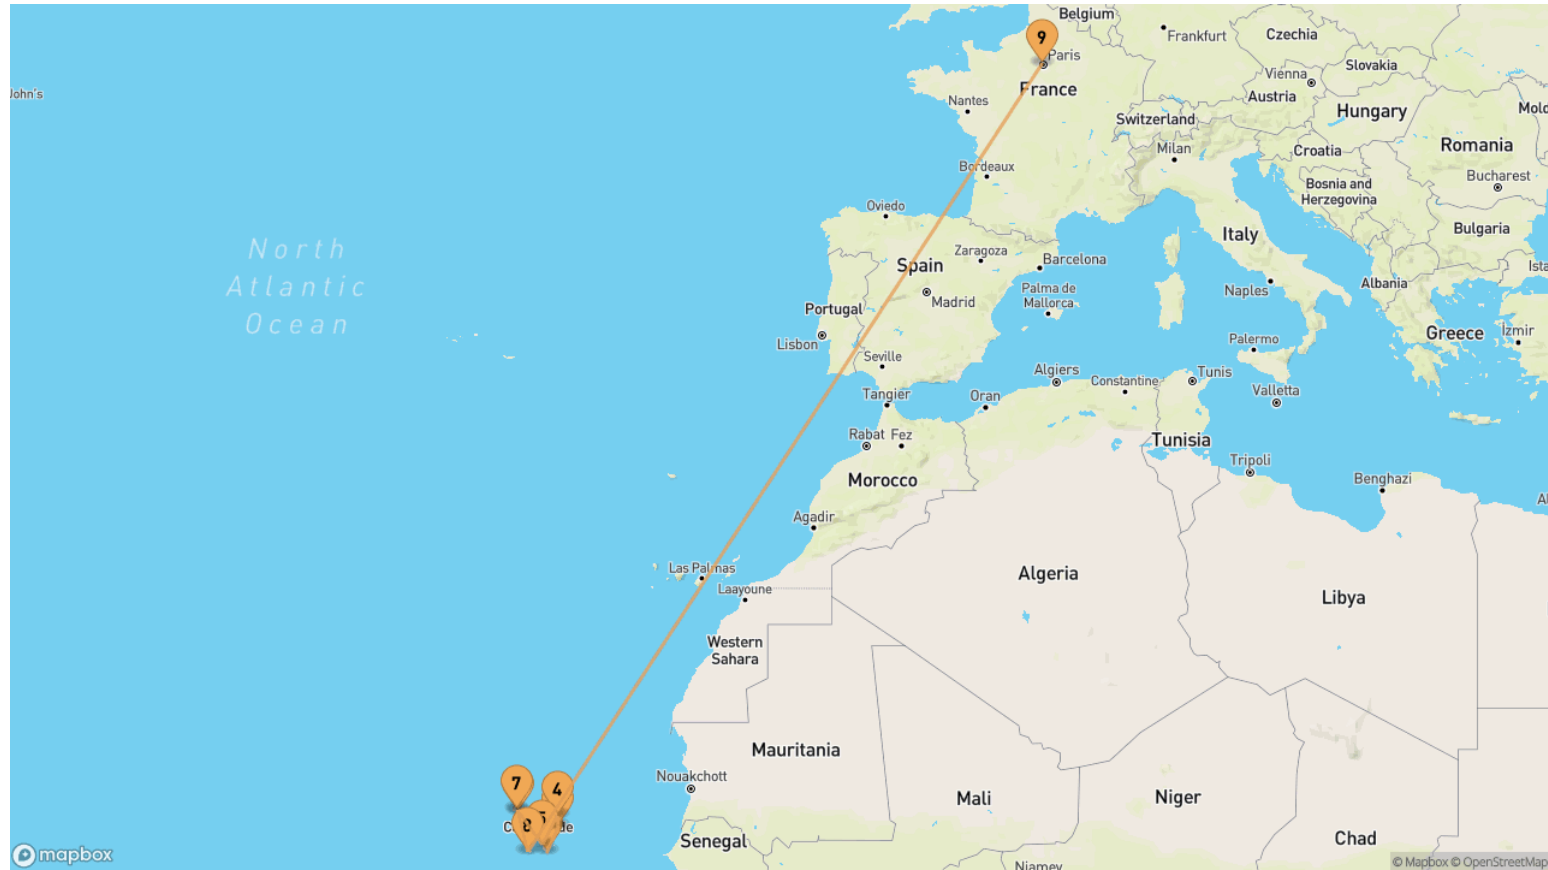 Belgium
9
Paris
France
Frankfurt
Czechia
Slovakia
Vienna
Austria
Hungary
Mold
John's
Nantes
Switzerland
Milan
Croatia
Romania
Bucharest
Bordeaux
Bosnia and
Herzegovina
Oviedo
Bulgaria
Italy
North
Atlantic
Ocean
Zaragoza
Spain
Barcelona
Ista
Albania
Naples
Palma de
Mallorca
Madrid
Portugal
Lisbon
Greece
İzmir
Palermo
Seville
Algiers
Constantine
Tunis
Valletta
Tangier
Oran
Rabat
Fez
Tunisia
Tripoli
Morocco
Benghazi
Al
Agadir
Las Palmas
Laayoune
Algeria
Libya
Western
Sahara
Mauritania
Nouakchott
7
4
Mali
Niger
5
C
de
Senegal
Chad
Niamey
mapbox
© Mapbox © OpenStreetMap